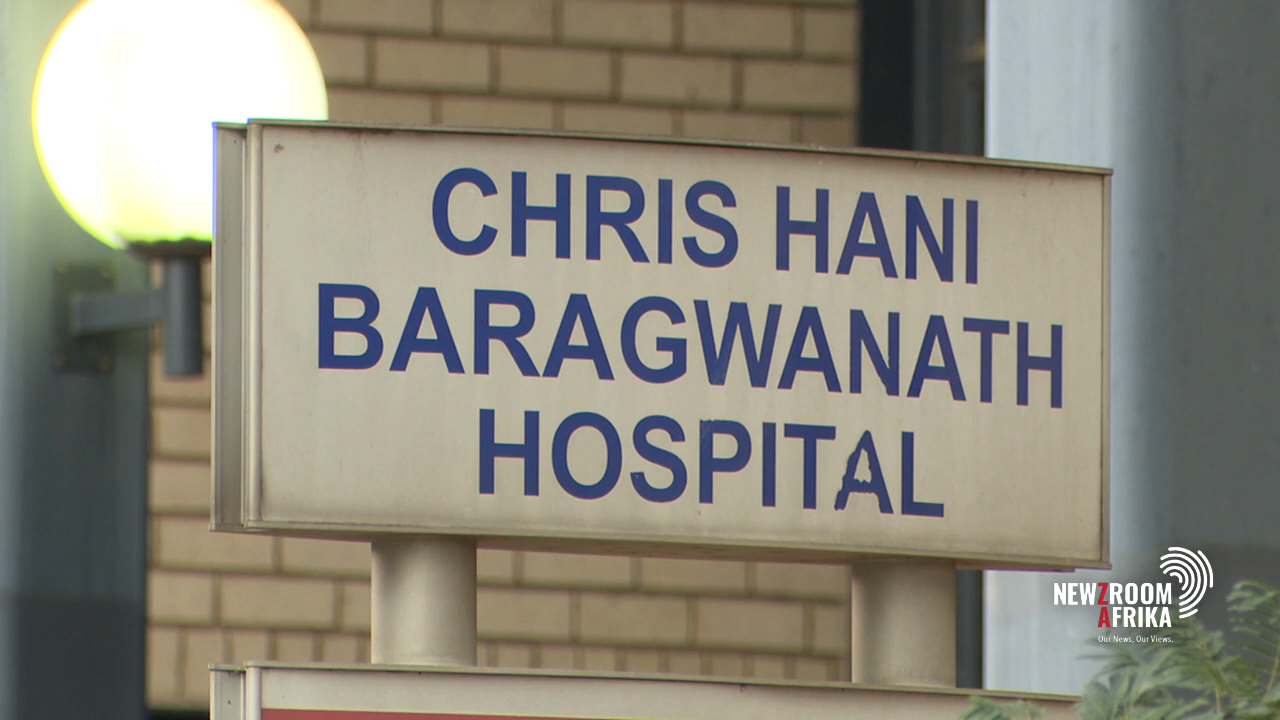 CHRIS HANI
BARAGWANATH
HOSPITAL
NEWZROOM
AFRIKA
Our News, Our Views.